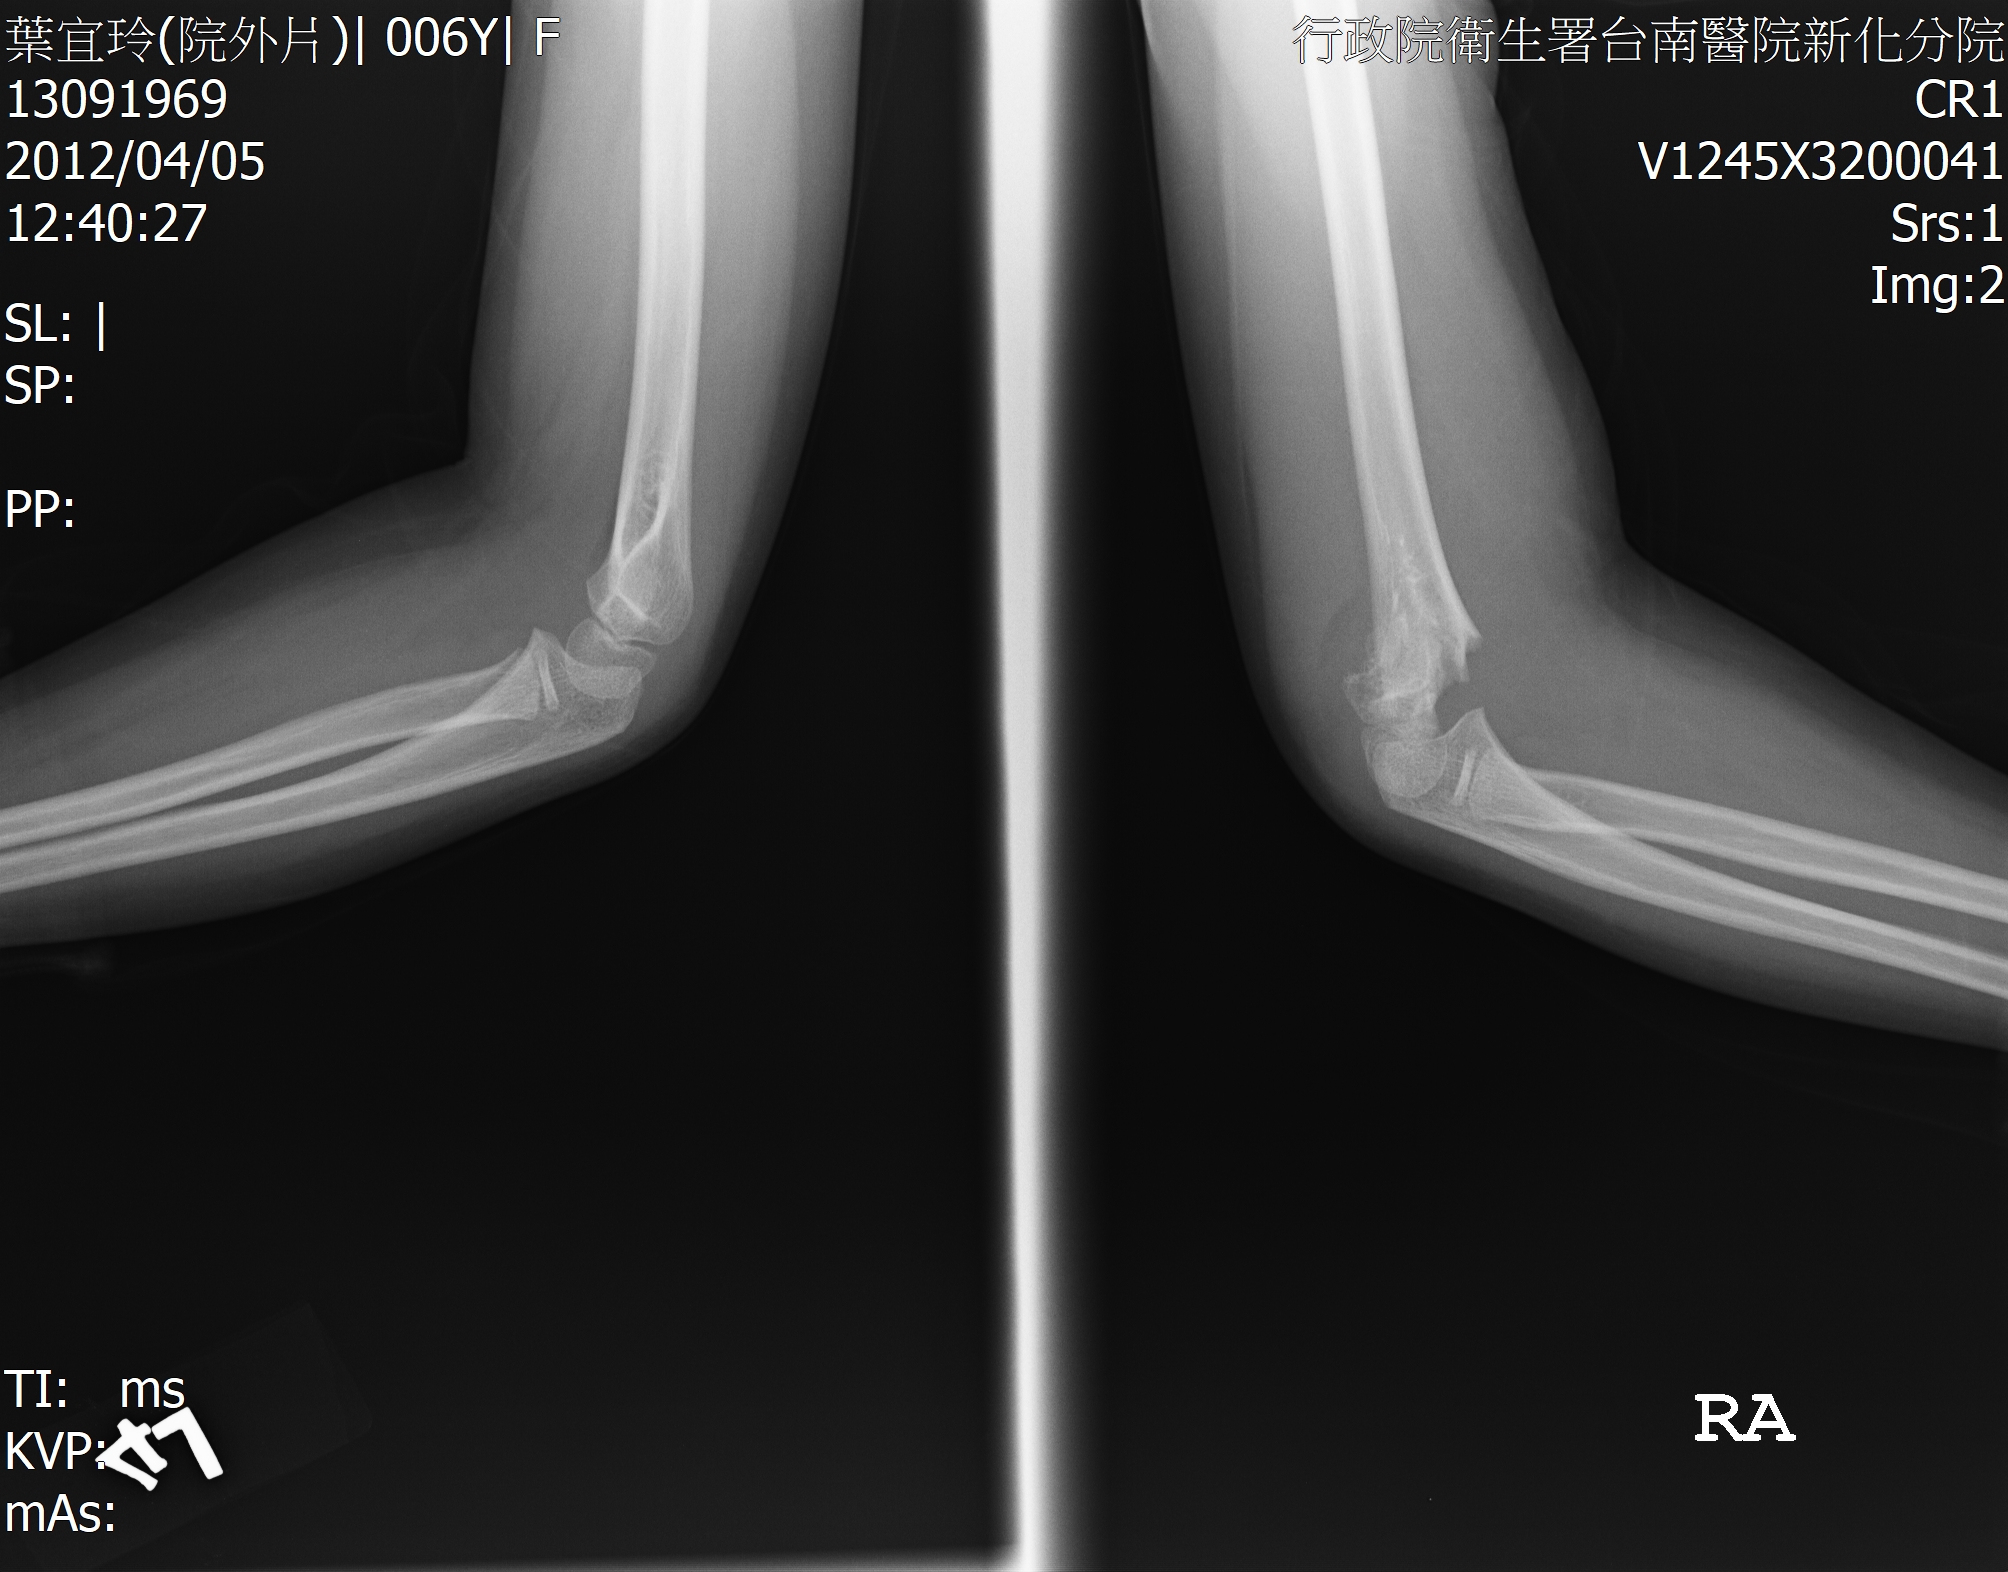 葉宜玲(院外片)| 006Y| F
13091969
2012/04/05
12:40:27
SL: |
SP:
PP:
行政院衛生署台南醫院新化分院
CR1
V1245X3200041
Srs:1
Img:2
TI: ms
KVP:
mAs:
RA